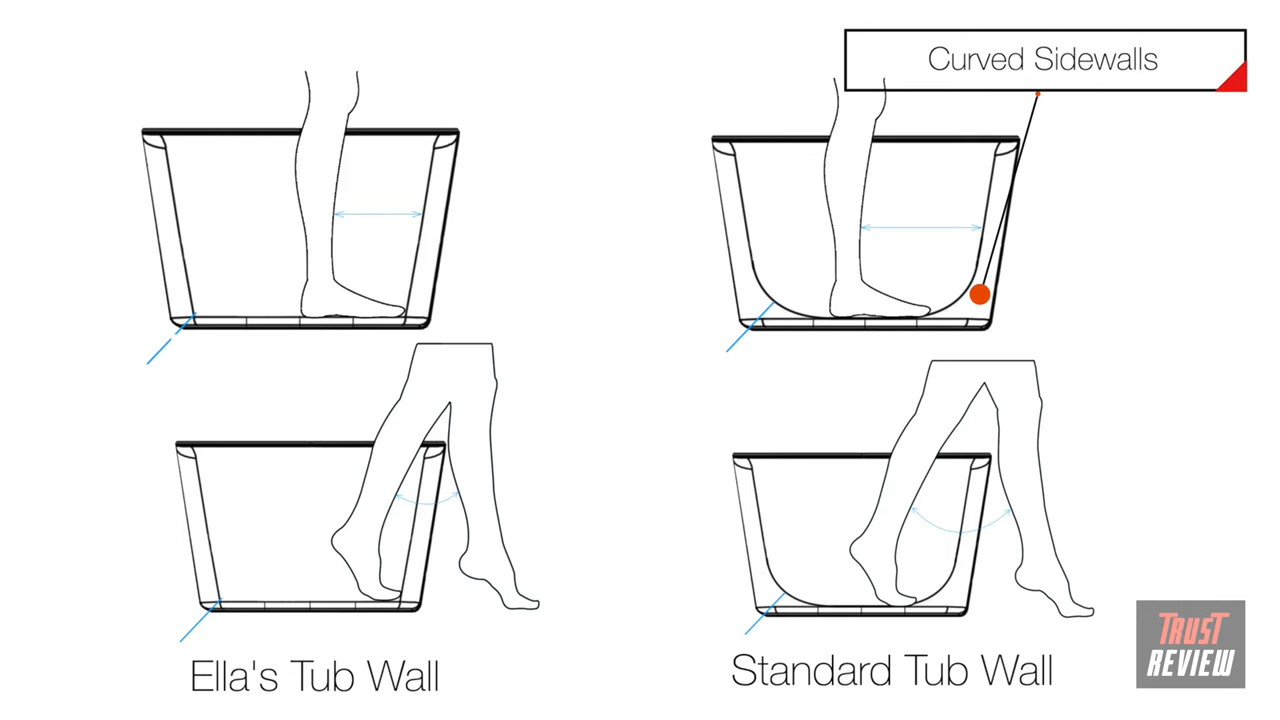 Curved Sidewalls
Ella's Tub Wall
Standard Tub Wall
TRUST
REVIEW